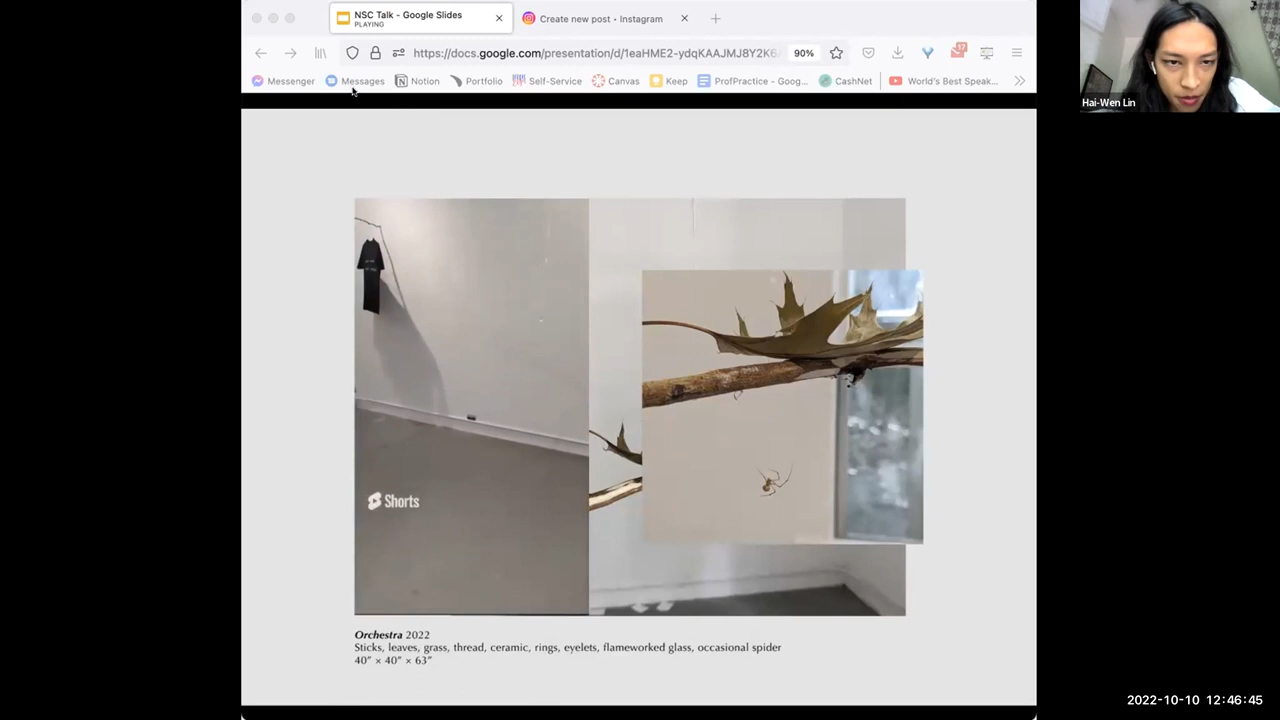 NSC Talk - Google Slides
PLAYING
Create new post • Instagram
https://docs.google.com/presentation/d/1eaHME2-ydqKAAJMJ8Y2K6
90%
17
Messenger
Messages
Notion
Portfolio
Self-Service
Canvas
Keep
ProfPractice - Goog...
CashNet
World's Best Speak...
Hai-Wen Lin
Shorts
Orchestra 2022
Sticks, leaves, grass, thread, ceramic, rings, eyelets, flameworked glass, occasional spider
40" × 40" × 63"
2022-10-10 12:46:45